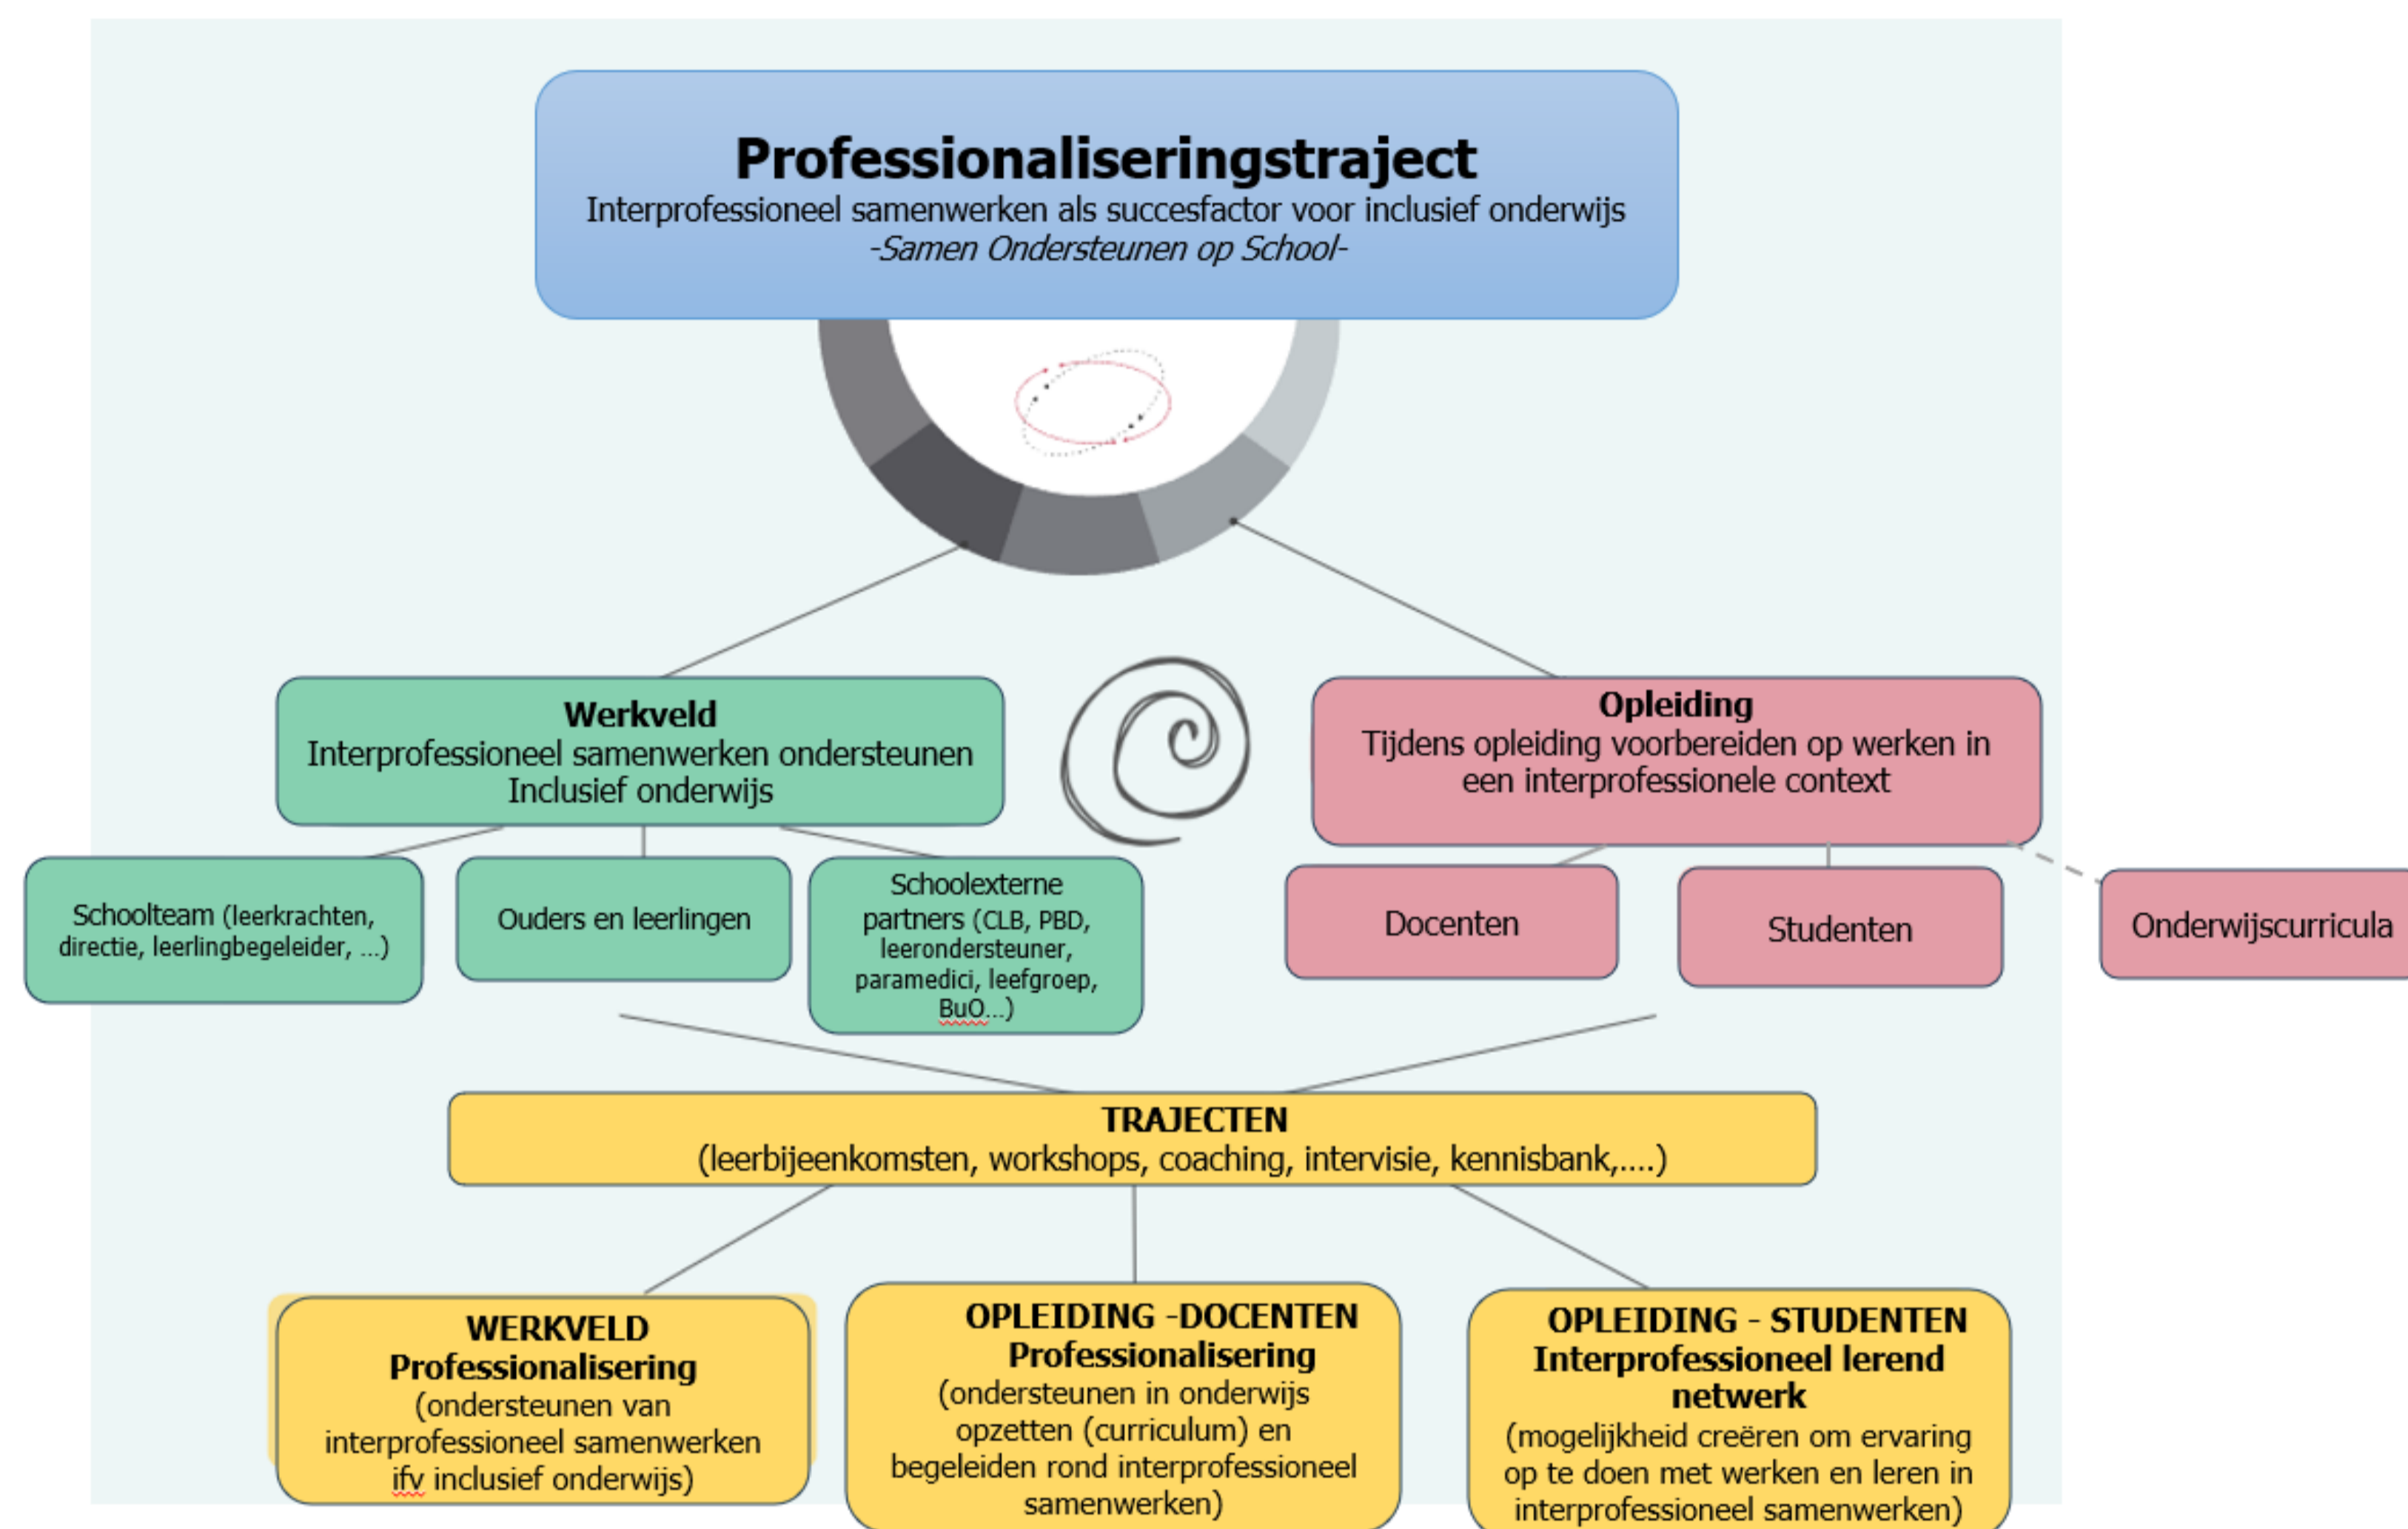 Professionaliseringstraject
Interprofessioneel samenwerken als succesfactor voor inclusief onderwijs
-Samen Ondersteunen op School-
Werkveld
Interprofessioneel samenwerken ondersteunen
Inclusief onderwijs
Opleiding
Tijdens opleiding voorbereiden op werken in
een interprofessionele context
Schoolteam (leerkrachten,
directie, leerlingbegeleider, ...)
Ouders en leerlingen
Schoolexterne
partners (CLB, PBD,
leerondersteuner,
paramedici, leefgroep,
BuO...)
Docenten
Studenten
Onderwijscurricula
TRAJECTEN
(leerbijeenkomsten, workshops, coaching, intervisie, kennisbank,....)
WERKVELD
Professionalisering
(ondersteunen van
interprofessioneel samenwerken
ifv inclusief onderwijs)
OPLEIDING -DOCENTEN
Professionalisering
(ondersteunen in onderwijs
opzetten (curriculum) en
begeleiden rond interprofessioneel
samenwerken)
OPLEIDING - STUDENTEN
Interprofessioneel lerend
netwerk
(mogelijkheid creëren om ervaring
op te doen met werken en leren in
interprofessioneel samenwerken)